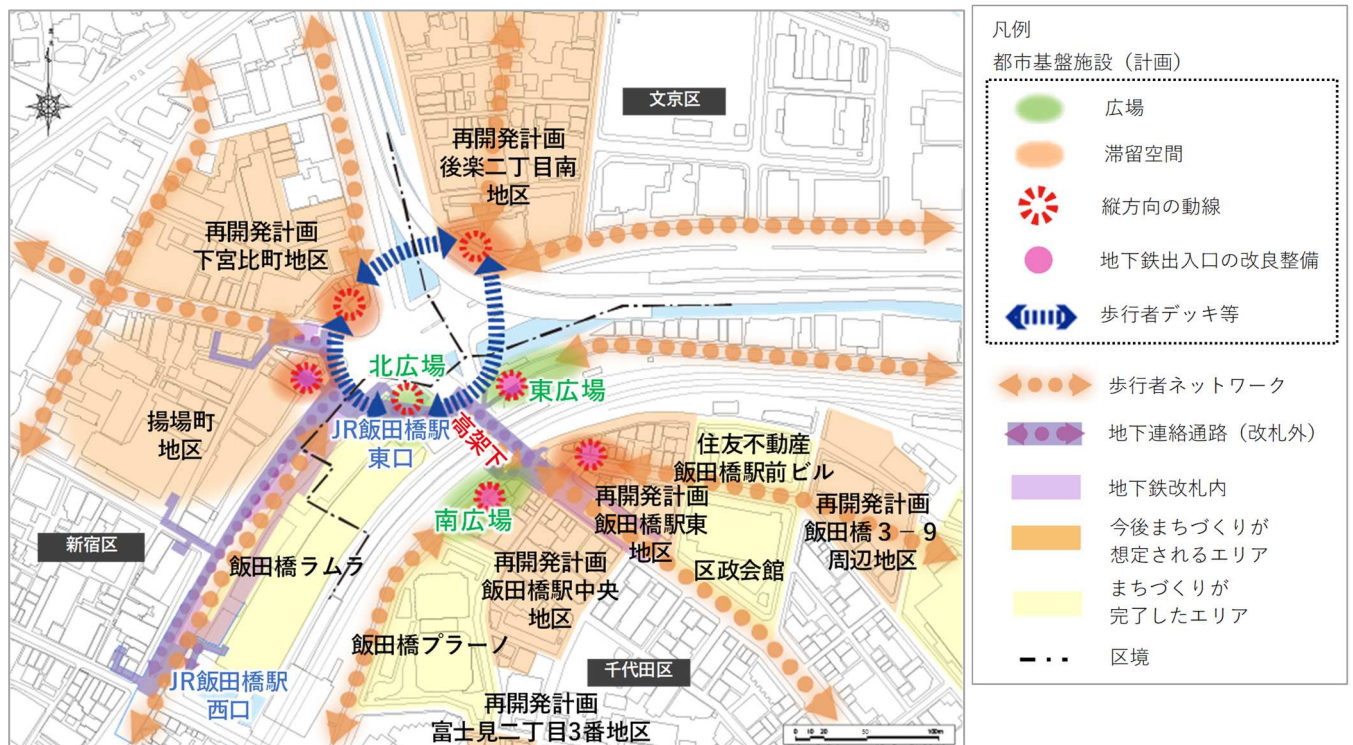 文京区
再開発計画
後楽二丁目南
地区
再開発計画
下宮比町地区
北広場
東広場
JR飯田橋駅
東口
高架下
揚場町
地区
住友不動産
飯田橋駅前ビル
南広場
再開発計画
飯田橋駅東
地区
再開発計画
飯田橋3-9
周辺地区
新宿区
飯田橋ラムラ
再開発計画
飯田橋駅中央
地区
区政会館
飯田橋プラーノ
千代田区
JR飯田橋駅
西口
再開発計画
富士見二丁目3番地区
0 10 20 50 100m
凡例
都市基盤施設（計画）
広場
滞留空間
縦方向の動線
地下鉄出入口の改良整備
歩行者デッキ等
歩行者ネットワーク
地下連絡通路（改札外）
地下鉄改札内
今後まちづくりが
想定されるエリア
まちづくりが
完了したエリア
区境